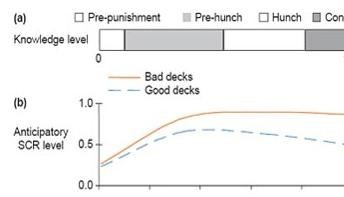 (a) Pre-punishment Pre-hunch Hunch
Knowledge level
0
Bad decks
Good decks
(b) 1.0
Anticipatory 0.5
SCR level
0.0